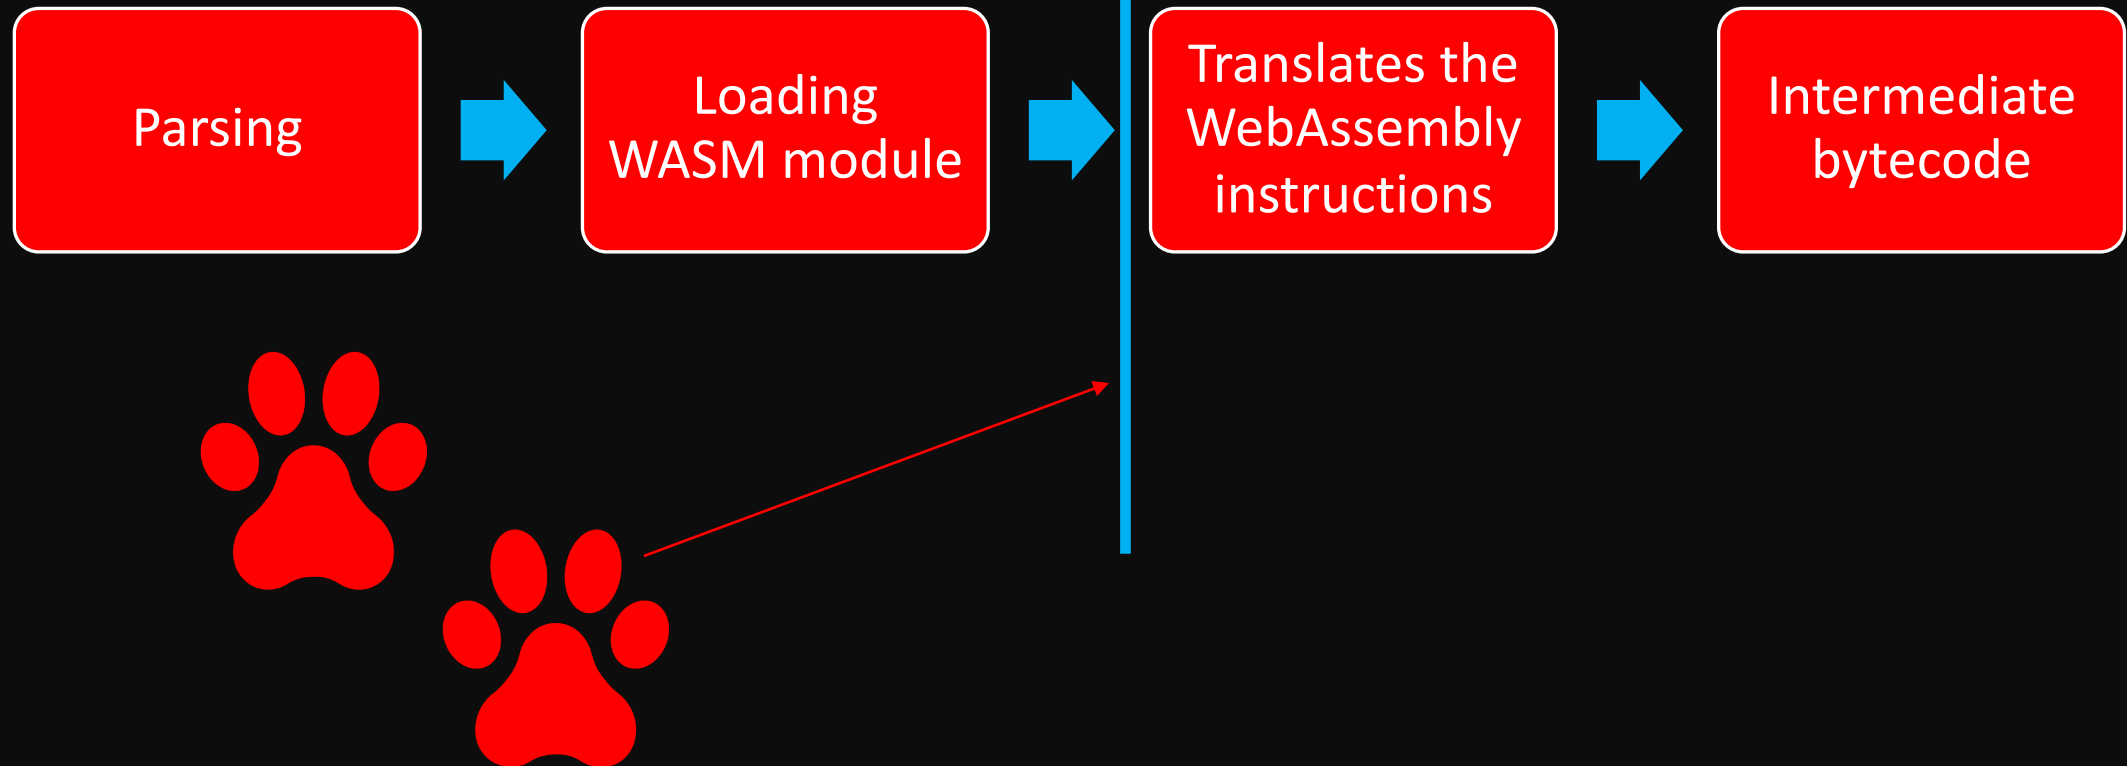 Parsing
Loading
WASM module
Translates the
WebAssembly
instructions
Intermediate
bytecode